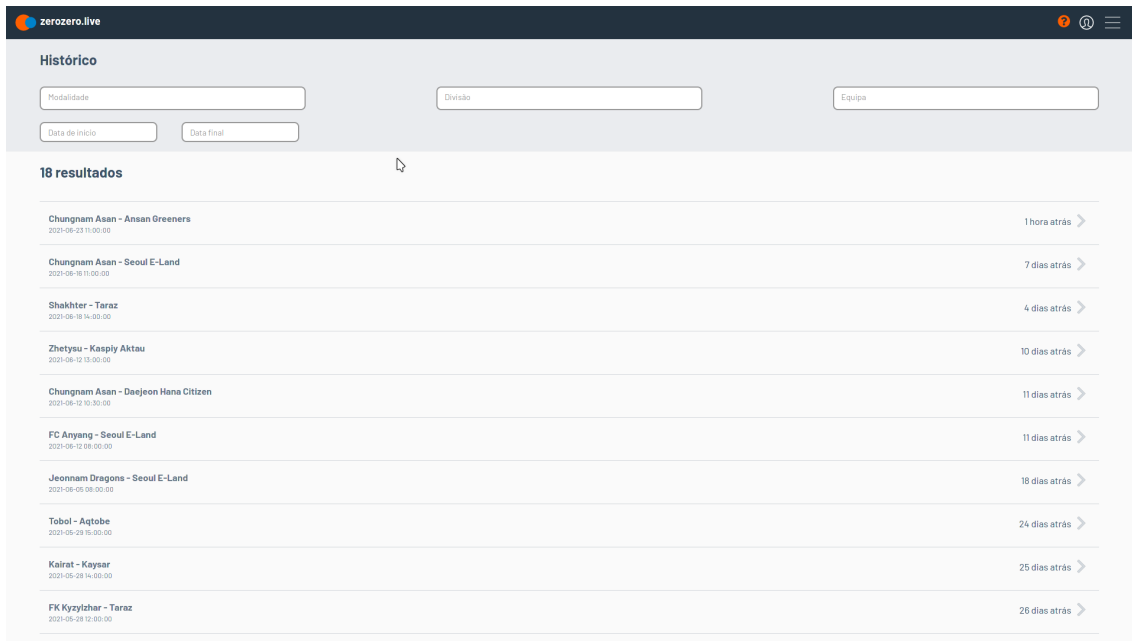 zerozero.live
?
Histórico
Modalidade
Divisão
Equipa
Data de início
Data final
18 resultados
Chungnam Asan - Ansan Greeners
2021-06-23 11:00:00
1 hora atrás
Chungnam Asan - Seoul E-Land
2021-06-16 11:00:00
7 dias atrás
Shakhter - Taraz
2021-06-18 14:00:00
4 dias atrás
Zhetysu - Kaspiy Aktau
2021-06-12 13:00:00
10 dias atrás
Chungnam Asan - Daejeon Hana Citizen
2021-06-12 10:30:00
11 dias atrás
FC Anyang - Seoul E-Land
2021-06-12 08:00:00
11 dias atrás
Jeonnam Dragons - Seoul E-Land
2021-06-05 08:00:00
18 dias atrás
Tobol - Aqtobe
2021-05-29 15:00:00
24 dias atrás
Kairat - Kaysar
2021-05-28 14:00:00
25 dias atrás
FK Kyzylzhar - Taraz
2021-05-28 12:00:00
26 dias atrás